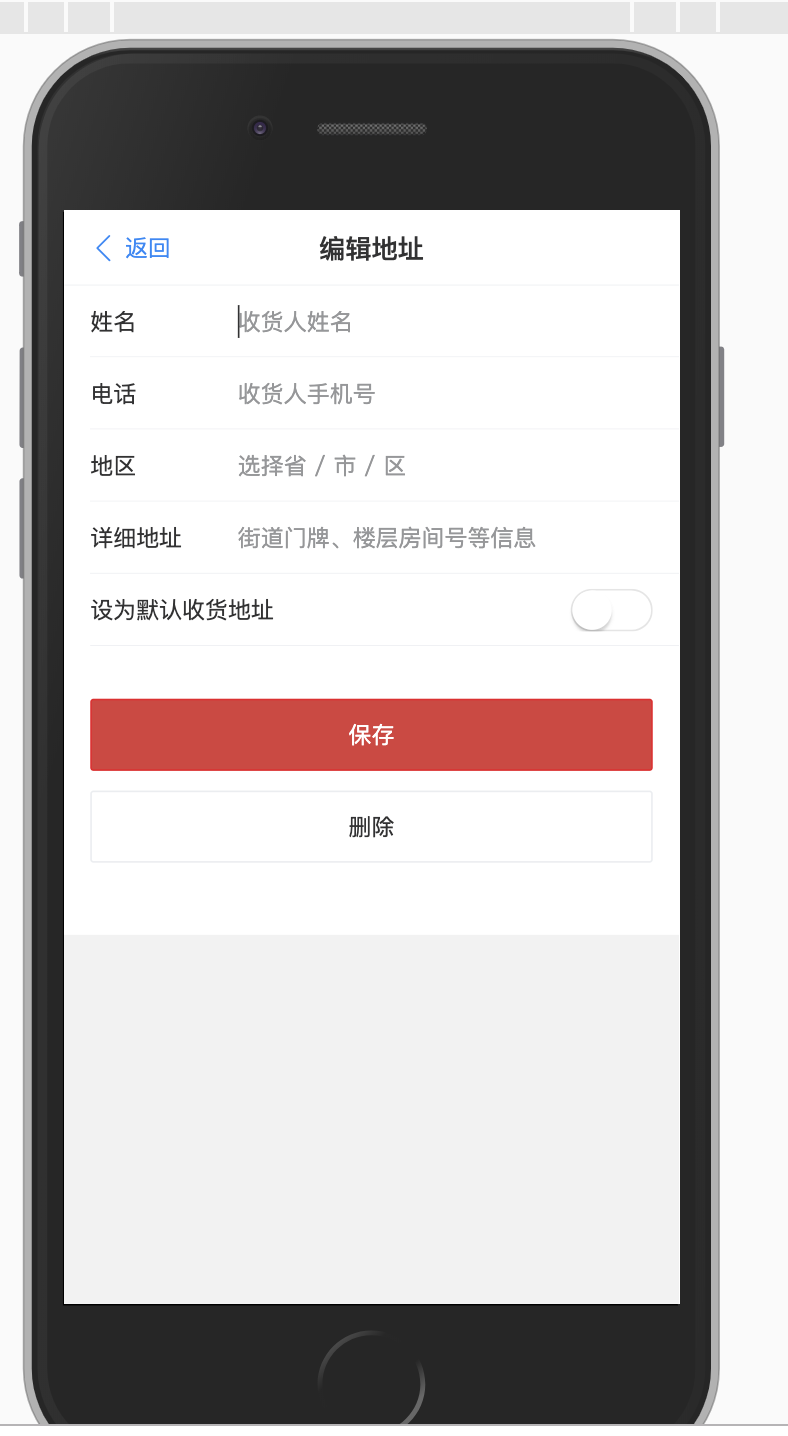 返回
编辑地址
姓名 收货人姓名
电话 收货人手机号
地区 选择省 / 市 / 区
详细地址 街道门牌、楼层房间号等信息
设为默认收货地址
保存
删除